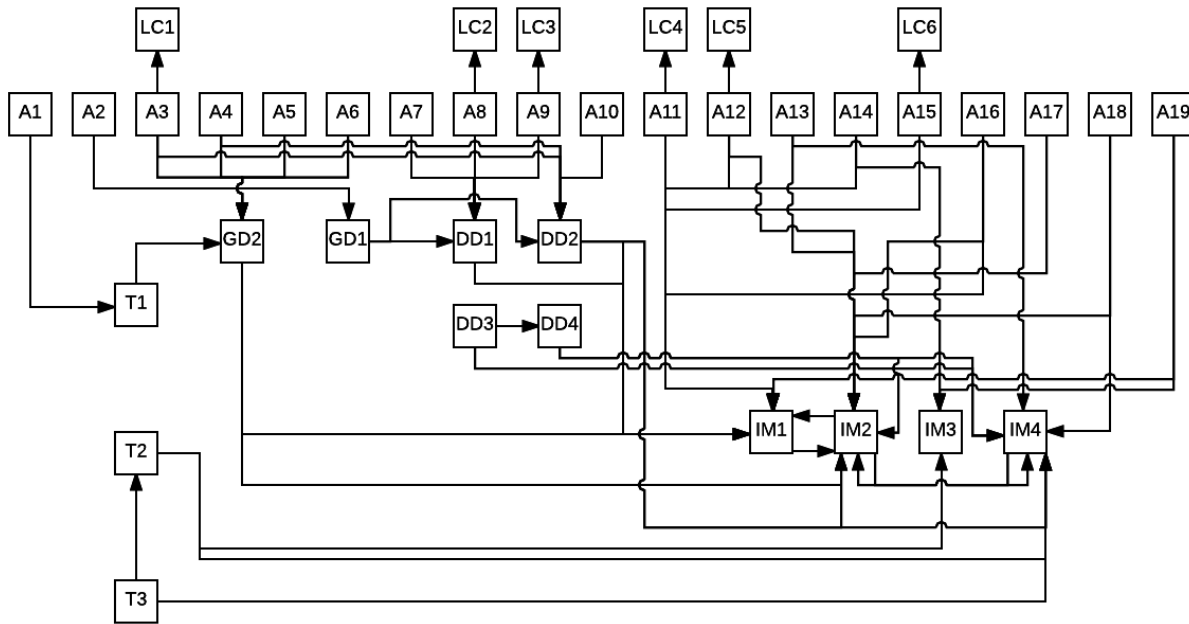 LC1 LC2 LC3 LC4 LC5 LC6
A1 A2 A3 A4 A5 A6 A7 A8 A9 A10 A11 A12 A13 A14 A15 A16 A17 A18 A19
GD2 GD1 DD1 DD2
T1 DD3 DD4
T2 IM1 IM2 IM3 IM4
T3